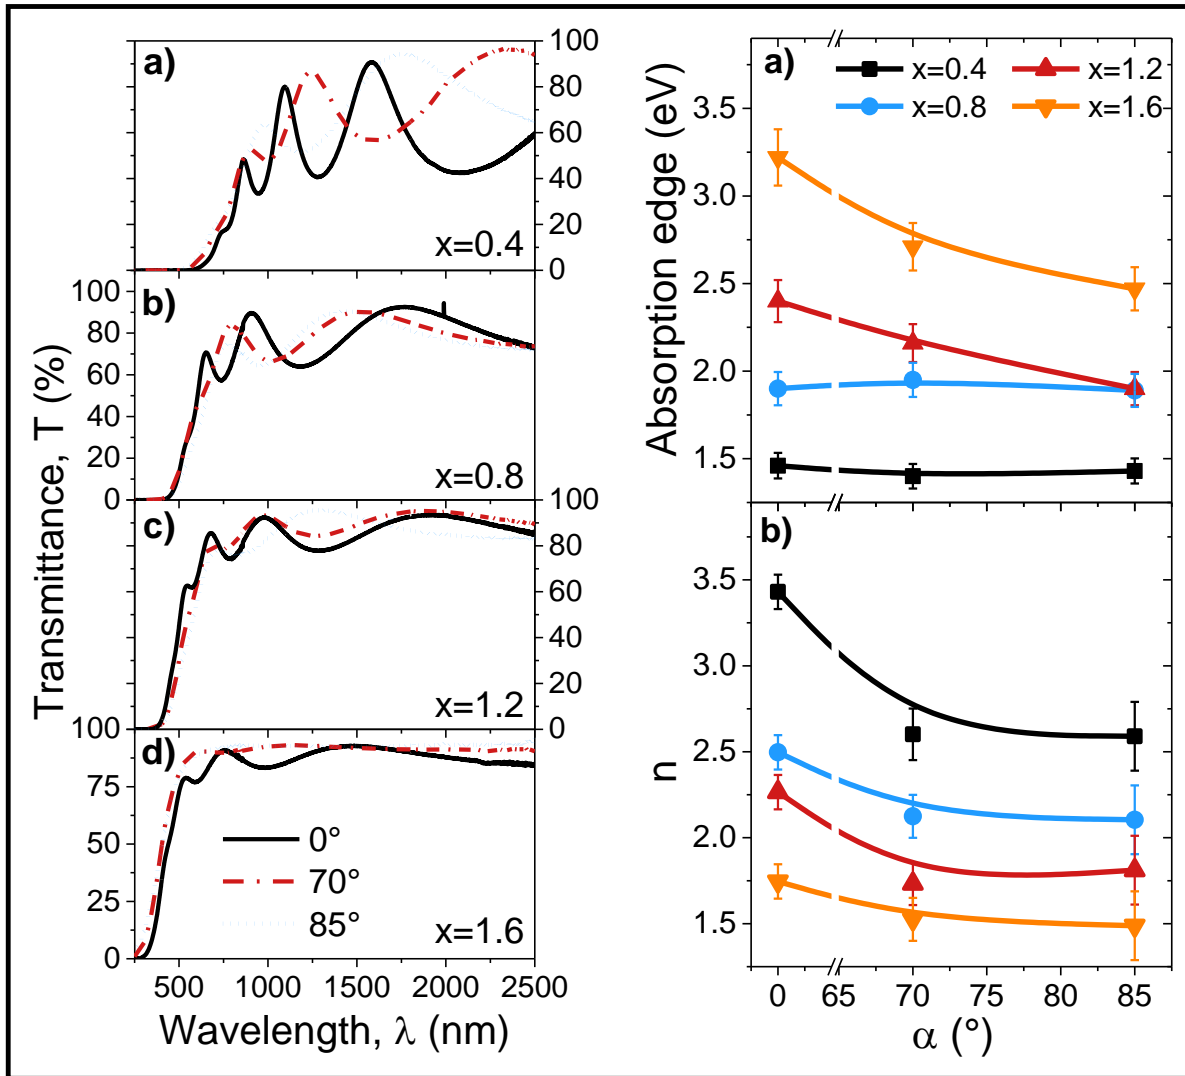 a)
100
80
60
40
20
0
x=0.4
b)
100
80
60
40
20
0
x=0.8
c)
100
80
60
40
20
0
x=1.2
d)
100
75
50
25
0
0°
70°
85°
x=1.6
500 1000 1500 2000 2500
Wavelength, λ (nm)
Transmittance, T (%)
a)
x=0.4 x=1.2
x=0.8 x=1.6
3.5
3.0
2.5
2.0
1.5
Absorption edge (eV)
b)
3.5
3.0
2.5
2.0
1.5
n
0 65 70 75 80 85
α (°)